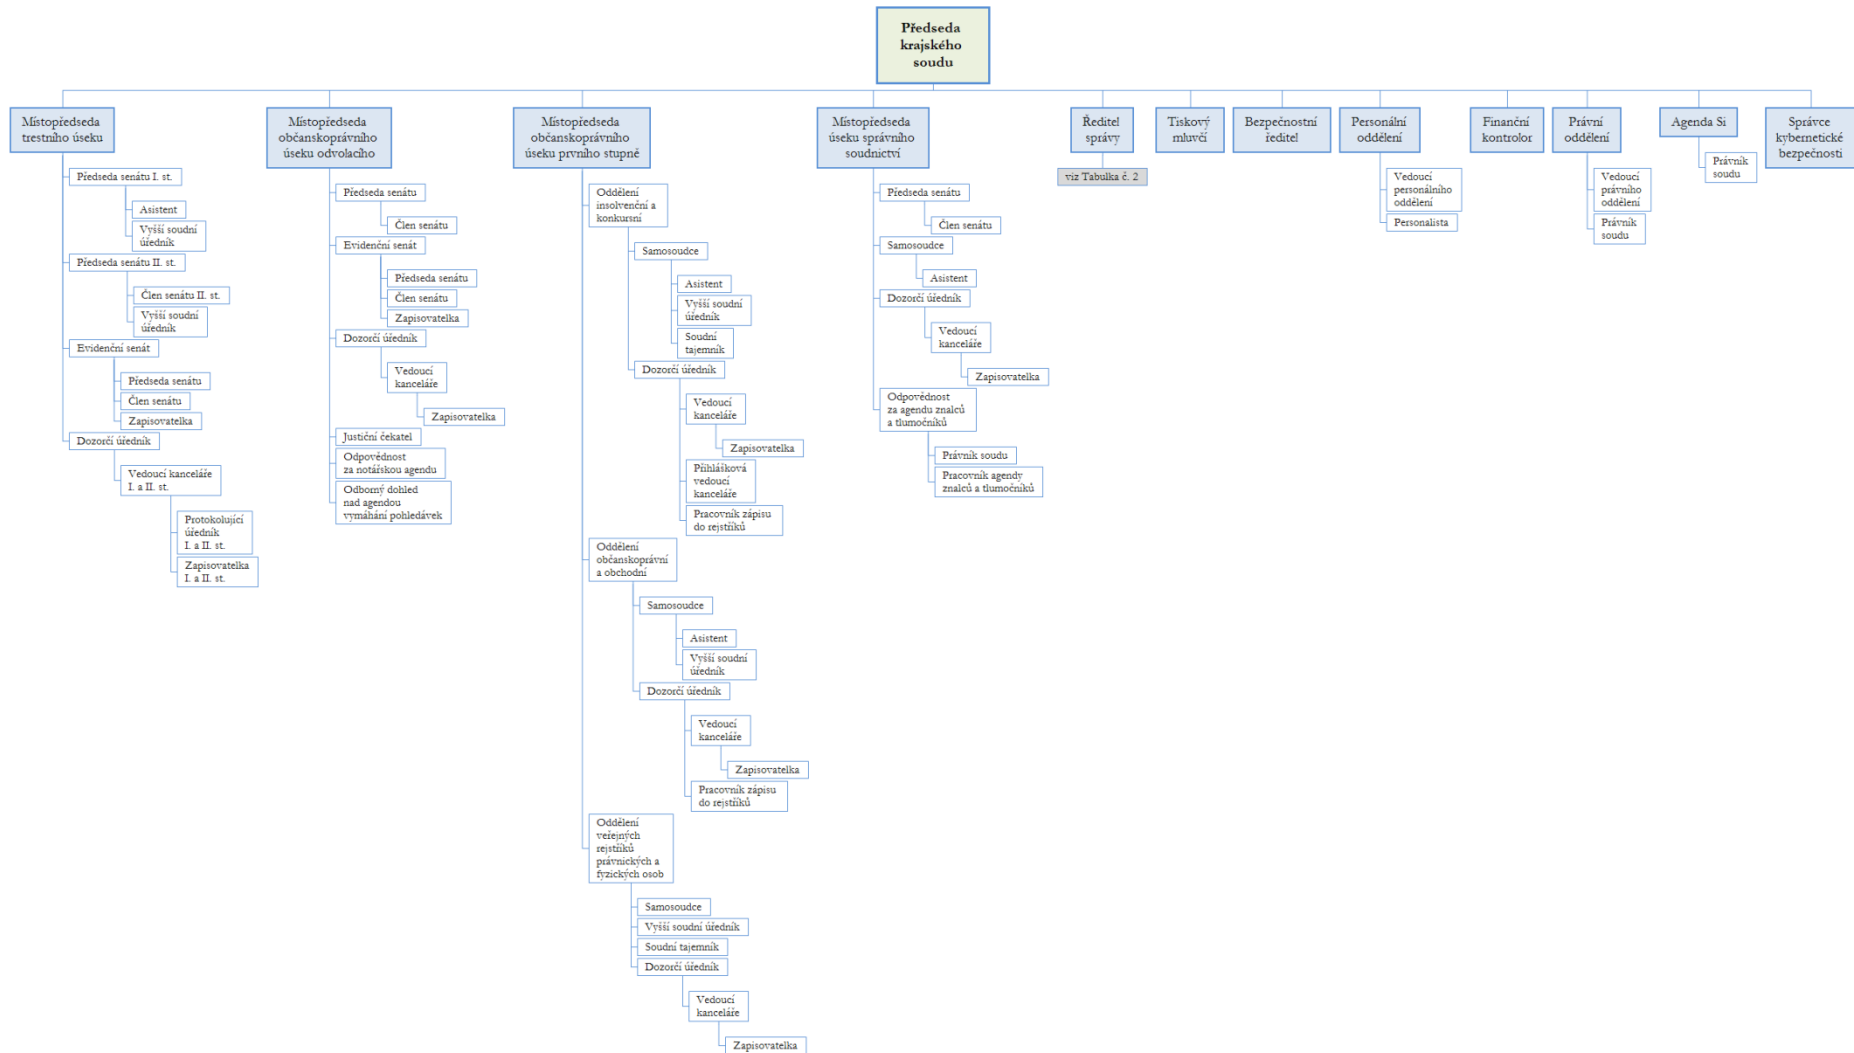 Předseda
krajského
soudu
Místopředseda
trestního úseku
Předseda senátu I. st.
Asistent
Vyšší soudní
úředník
Předseda senátu II. st.
Člen senátu II. st.
Vyšší soudní
úředník
Evidenční senát
Předseda senátu
Člen senátu
Zapisovatelka
Dozorčí úředník
Vedoucí kanceláře
I. a II. st.
Protokolující
úředník
I. a II. st.
Zapisovatelka
I. a II. st.
Místopředseda
občanskoprávního
úseku odvolacího
Předseda senátu
Člen senátu
Evidenční senát
Předseda senátu
Člen senátu
Zapisovatelka
Dozorčí úředník
Vedoucí
kanceláře
Zapisovatelka
Justiční čekatel
Odpovědnost
za notářskou agendu
Odborný dohled
nad agendou
vymáhání pohledávek
Místopředseda
občanskoprávního
úseku prvního stupně
Oddělení
insolvenční a
konkursní
Samosoudce
Asistent
Vyšší soudní
úředník
Soudní
tajemník
Dozorčí úředník
Vedoucí
kanceláře
Zapisovatelka
Přihlášková
vedoucí
kanceláře
Pracovník zápisu
do rejstříků
Oddělení
občanskoprávní
a obchodní
Samosoudce
Asistent
Vyšší soudní
úředník
Dozorčí úředník
Vedoucí
kanceláře
Zapisovatelka
Pracovník zápisu
do rejstříků
Oddělení
veřejných
rejstříků
právnických a
fyzických osob
Samosoudce
Vyšší soudní úředník
Soudní tajemník
Dozorčí úředník
Vedoucí
kanceláře
Zapisovatelka
Místopředseda
úseku správního
soudnictví
Předseda senátu
Člen senátu
Samosoudce
Asistent
Dozorčí úředník
Vedoucí
kanceláře
Zapisovatelka
Odpovědnost
za agendu znalců
a tlumočníků
Právník soudu
Pracovník agendy
znalců a tlumočníků
Ředitel
správy
viz Tabulka č. 2
Tiskový
mluvčí
Bezpečnostní
ředitel
Personální
oddělení
Vedoucí
personálního
oddělení
Personalista
Finanční
kontrolor
Právní
oddělení
Vedoucí
právního
oddělení
Právník
soudu
Agenda Si
Právník
soudu
Správce
kybernetické
bezpečnosti